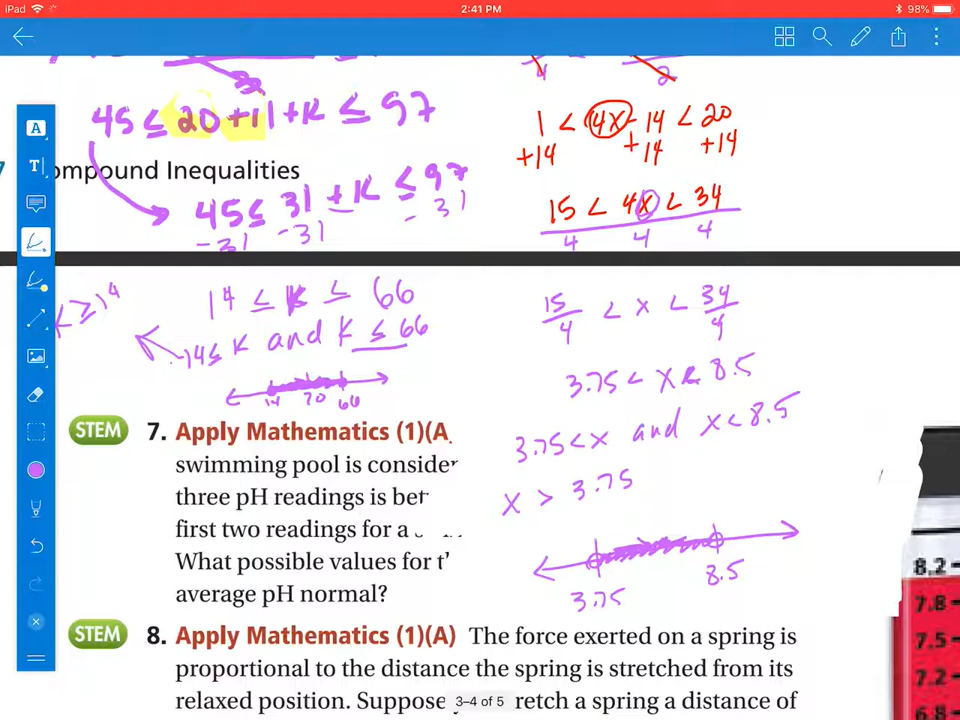 iPad
2:41 PM
98%
45 ≤ 20 + 11 + k ≤ 97
ompound Inequalities
45 ≤ 31 + k ≤ 97
-31 -31 - 31
14 ≤ k ≤ 66
k ≥ 14
14 ≤ k and k ≤ 66
14 70 66
4 2
1 < 4x - 14 < 20
+14 +14 +14
15 < 4x < 34
4 4 4
15/4 < x < 34/4
3.75 < x < 8.5
3.75 < x and x < 8.5
x > 3.75
3.75 8.5
STEM 7. Apply Mathematics (1)(A)
swimming pool is consider
three pH readings is bet
first two readings for a
What possible values for t
average pH normal?
STEM 8. Apply Mathematics (1)(A) The force exerted on a spring is
proportional to the distance the spring is stretched from its
relaxed position. Suppose retch a spring a distance of
3–4 of 5
8.2
7.8
7.5
7.2
6.8
A
T